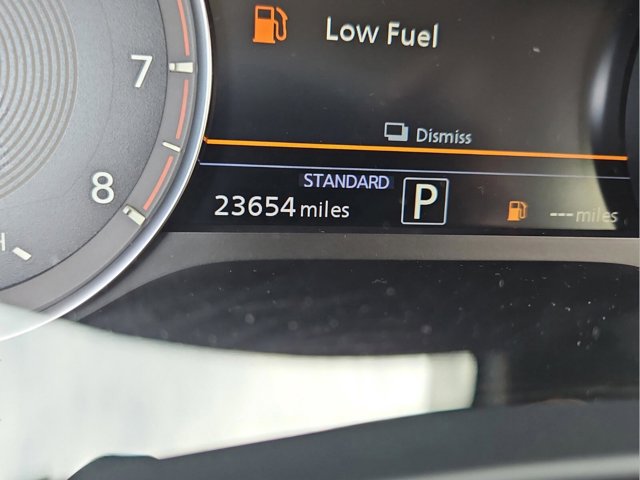 Low Fuel
7
Dismiss
8
STANDARD
23654 miles
P
--- miles
H